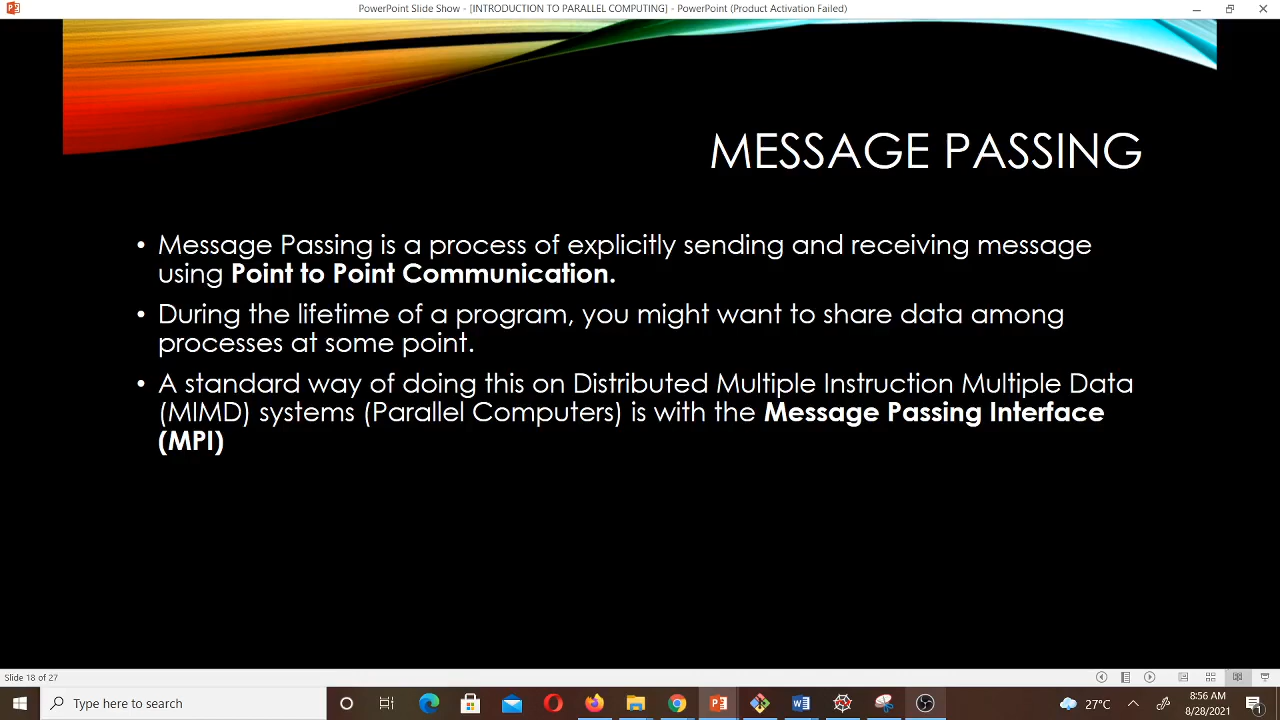 PowerPoint Slide Show - [INTRODUCTION TO PARALLEL COMPUTING] - PowerPoint (Product Activation Failed)
MESSAGE PASSING
• Message Passing is a process of explicitly sending and receiving message
using Point to Point Communication.
• During the lifetime of a program, you might want to share data among
processes at some point.
• A standard way of doing this on Distributed Multiple Instruction Multiple Data
(MIMD) systems (Parallel Computers) is with the Message Passing Interface
(MPI)
Slide 18 of 27
Type here to search
27°C
8:56 AM
8/28/2021
1